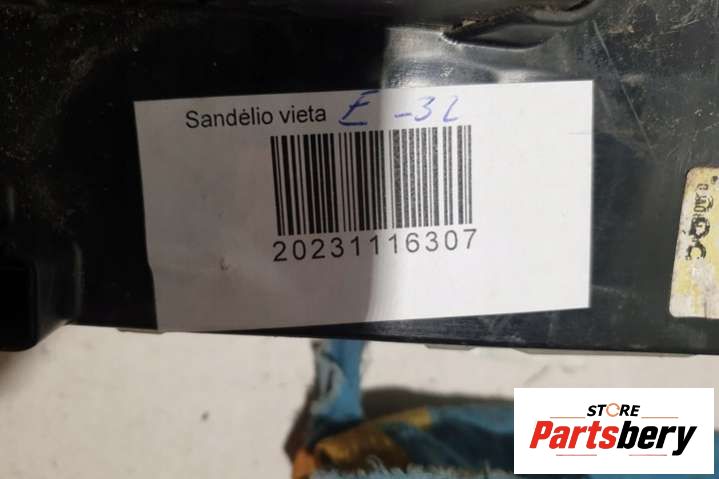 Sandėlio vieta E-32
20231116307
STORE
Partsbery